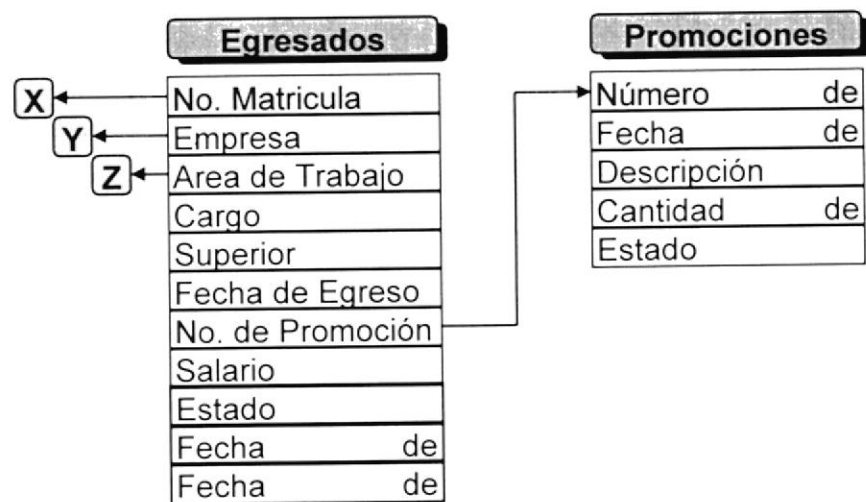 Egresados
X
No. Matricula
Y
Empresa
Z
Area de Trabajo
Cargo
Superior
Fecha de Egreso
No. de Promoción
Salario
Estado
Fecha de
Fecha de
Promociones
Número de
Fecha de
Descripción
Cantidad de
Estado